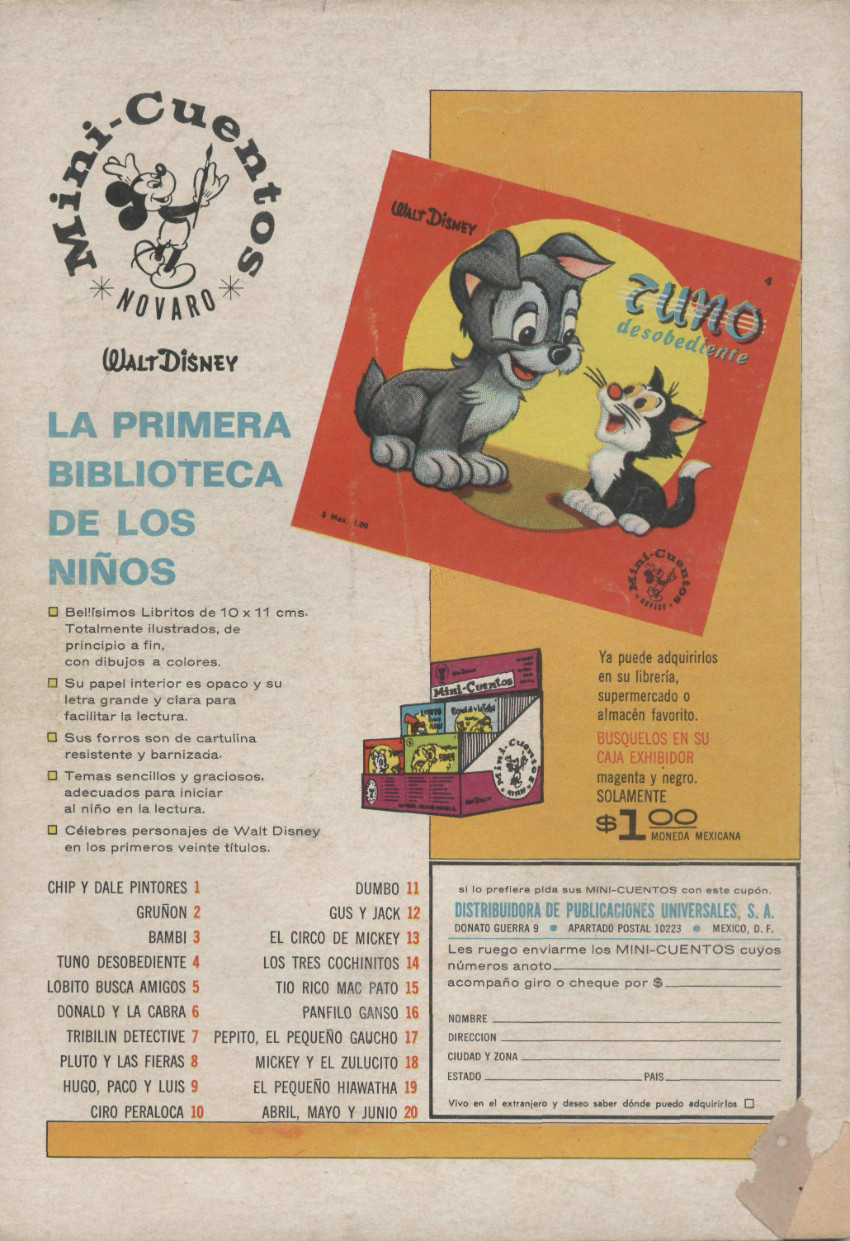 Mini-Cuentos
NOVARO
WALT DISNEY
LA PRIMERA
BIBLIOTECA
DE LOS
NIÑOS
Bellísimos Libritos de 10 x 11 cms.
Totalmente ilustrados, de
principio a fin,
con dibujos a colores.
Su papel interior es opaco y su
letra grande y clara para
facilitar la lectura.
Sus forros son de cartulina
resistente y barnizada.
Temas sencillos y graciosos,
adecuados para iniciar
al niño en la lectura.
Célebres personajes de Walt Disney
en los primeros veinte títulos.
WALT DISNEY
4
TUNO
desobediente
$ Mex. 1.00
Mini-Cuentos
NOVARO
Mini-Cuentos
Mini-Cuentos
Ya puede adquirirlos
en su librería,
supermercado o
almacén favorito.
BUSQUELOS EN SU
CAJA EXHIBIDOR
magenta y negro.
SOLAMENTE
$1.00
MONEDA MEXICANA
CHIP Y DALE PINTORES 1
GRUÑON 2
BAMBI 3
TUNO DESOBEDIENTE 4
LOBITO BUSCA AMIGOS 5
DONALD Y LA CABRA 6
TRIBILIN DETECTIVE 7
PLUTO Y LAS FIERAS 8
HUGO, PACO Y LUIS 9
CIRO PERALOCA 10
DUMBO 11
GUS Y JACK 12
EL CIRCO DE MICKEY 13
LOS TRES COCHINITOS 14
TIO RICO MAC PATO 15
PANFILO GANSO 16
PEPITO, EL PEQUEÑO GAUCHO 17
MICKEY Y EL ZULUCITO 18
EL PEQUEÑO HIAWATHA 19
ABRIL, MAYO Y JUNIO 20
si lo prefiere pida sus MINI-CUENTOS con este cupón.
DISTRIBUIDORA DE PUBLICACIONES UNIVERSALES, S. A.
DONATO GUERRA 9 • APARTADO POSTAL 10223 • MEXICO, D. F.
Les ruego enviarme los MINI-CUENTOS cuyos
números anoto
acompaño giro o cheque por $
NOMBRE
DIRECCION
CIUDAD Y ZONA
ESTADO PAIS
Vivo en el extranjero y deseo saber dónde puedo adquirirlos